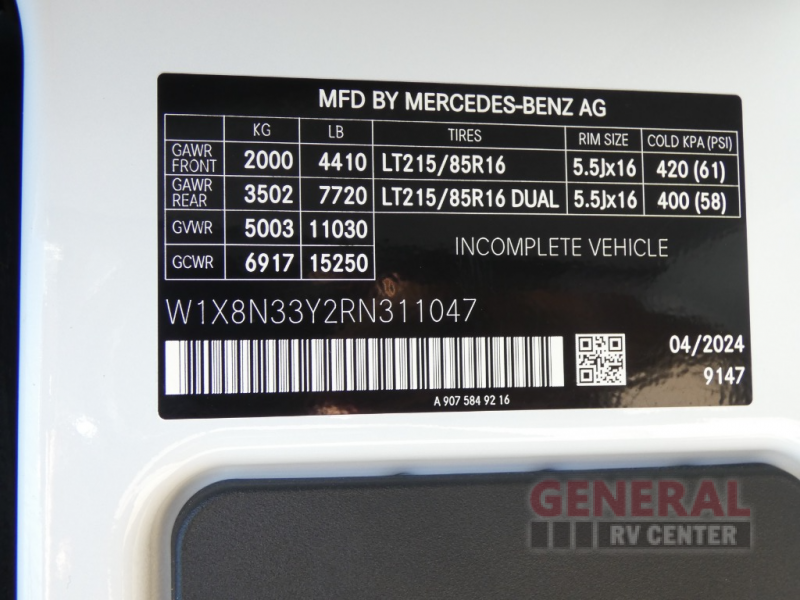 MFD BY MERCEDES-BENZ AG
KG LB TIRES RIM SIZE COLD KPA (PSI)
GAWR FRONT 2000 4410 LT215/85R16 5.5Jx16 420 (61)
GAWR REAR 3502 7720 LT215/85R16 DUAL 5.5Jx16 400 (58)
GVWR 5003 11030
GCWR 6917 15250
INCOMPLETE VEHICLE
W1X8N33Y2RN311047
04/2024
9147
A 907 584 92 16
GENERAL
RV CENTER